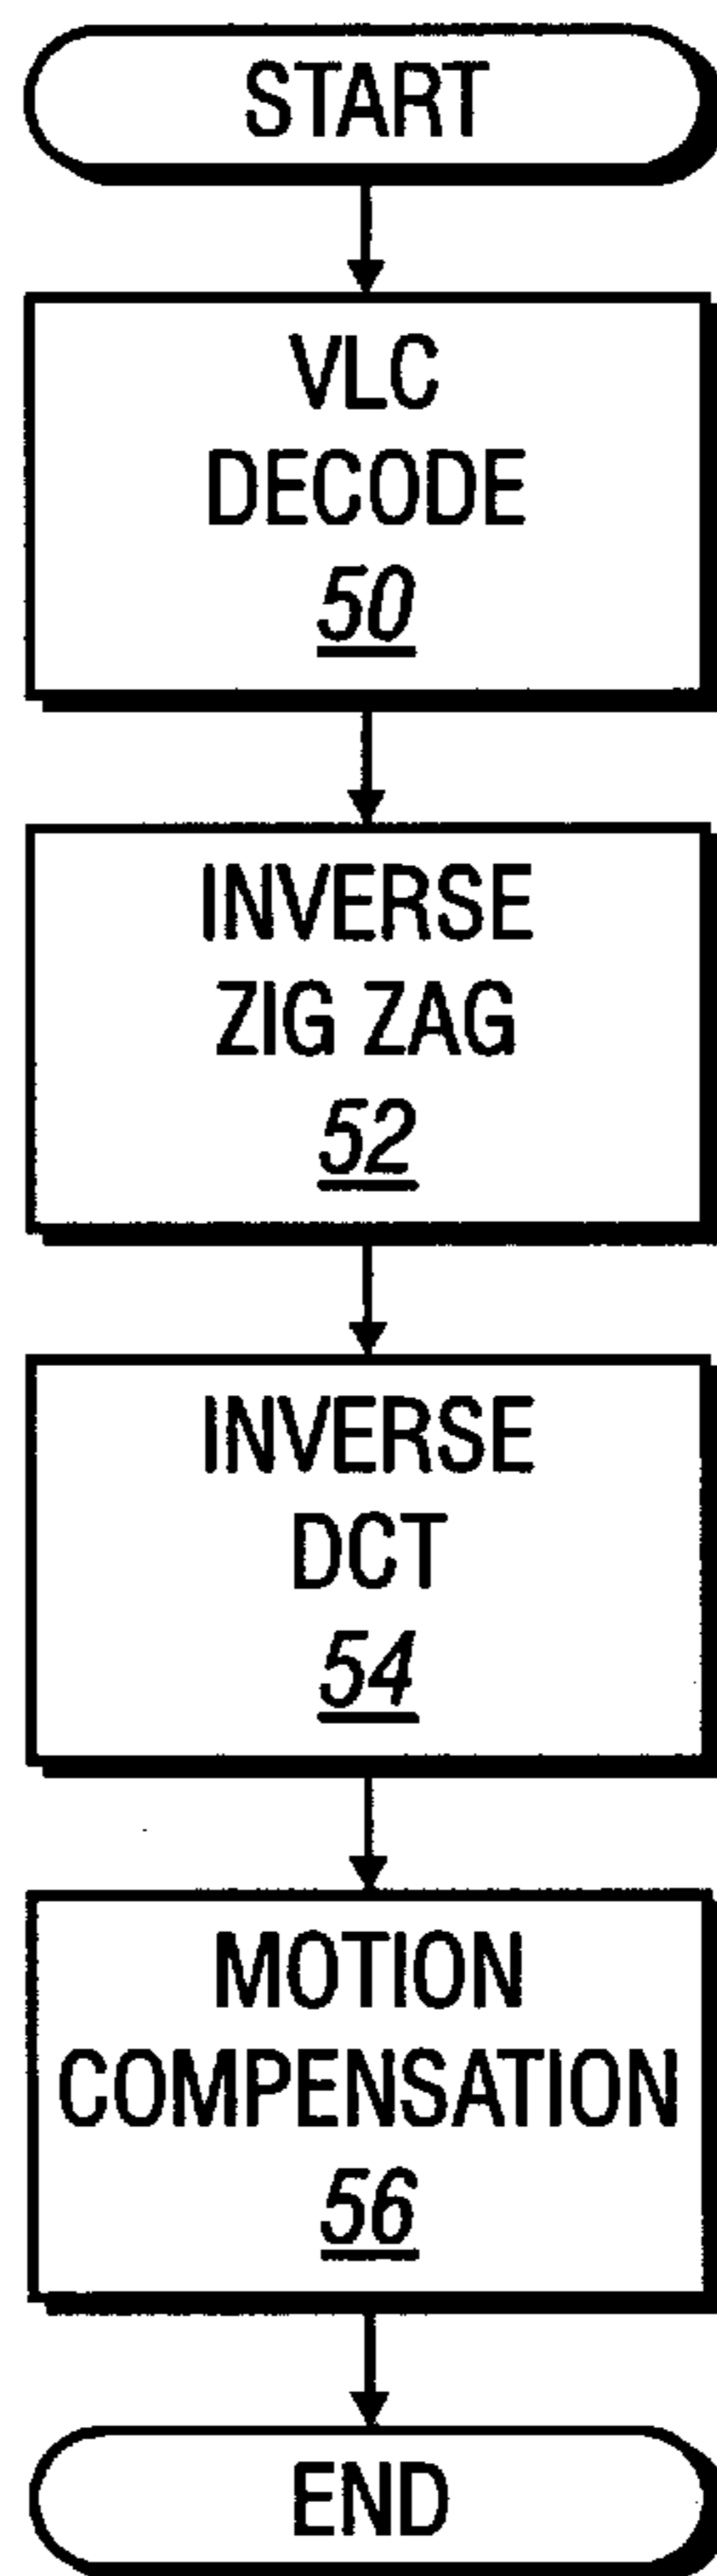 START
VLC
DECODE
50
INVERSE
ZIG ZAG
52
INVERSE
DCT
54
MOTION
COMPENSATION
56
END